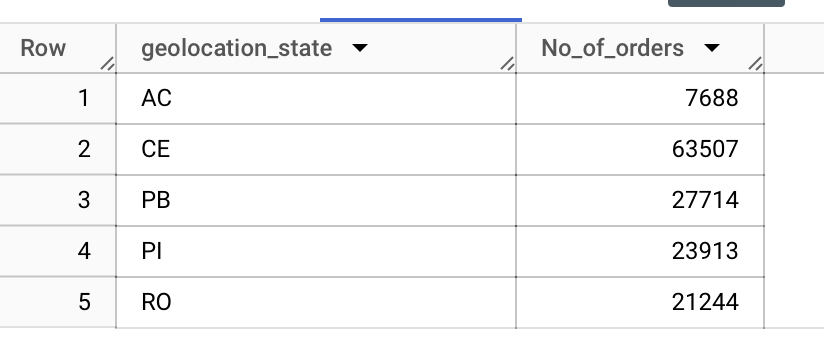 Row geolocation_state No_of_orders
1 AC 7688
2 CE 63507
3 PB 27714
4 PI 23913
5 RO 21244